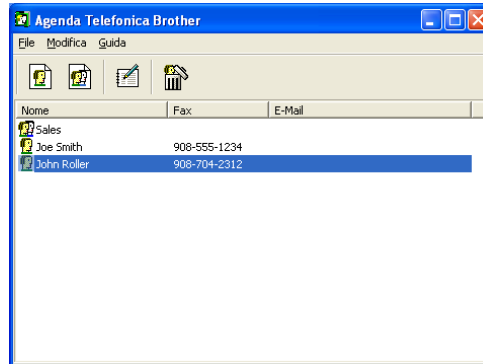 Agenda Telefonica Brother
File Modifica Guida
Nome Fax E-Mail
Sales
Joe Smith 908-555-1234
John Roller 908-704-2312